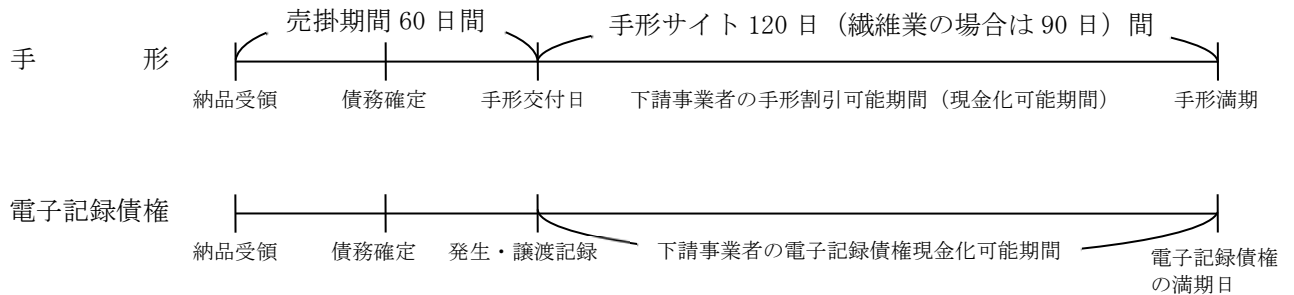 売掛期間 60 日間
手形サイト 120 日（繊維業の場合は 90 日）間
手　　　　形
納品受領　債務確定　手形交付日　下請事業者の手形割引可能期間（現金化可能期間）　手形満期
電子記録債権
納品受領　債務確定　発生・譲渡記録　下請事業者の電子記録債権現金化可能期間　電子記録債権
の満期日